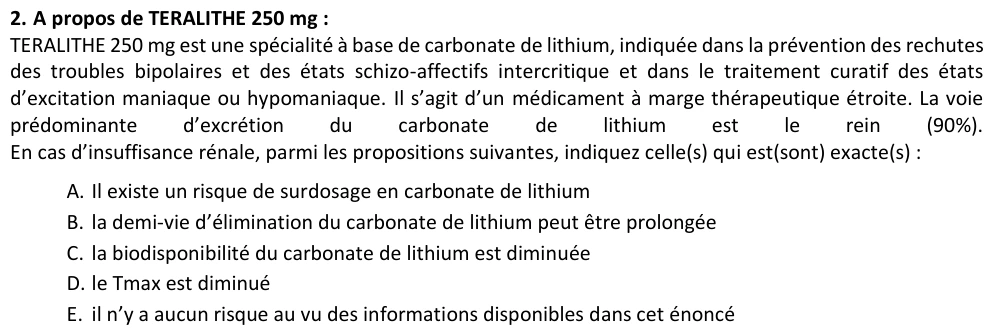 2. A propos de TERALITHE 250 mg :
TERALITHE 250 mg est une spécialité à base de carbonate de lithium, indiquée dans la prévention des rechutes
des troubles bipolaires et des états schizo-affectifs intercritique et dans le traitement curatif des états
d’excitation maniaque ou hypomaniaque. Il s’agit d’un médicament à marge thérapeutique étroite. La voie
prédominante d’excrétion du carbonate de lithium est le rein (90%).
En cas d’insuffisance rénale, parmi les propositions suivantes, indiquez celle(s) qui est(sont) exacte(s) :
A. Il existe un risque de surdosage en carbonate de lithium
B. la demi-vie d’élimination du carbonate de lithium peut être prolongée
C. la biodisponibilité du carbonate de lithium est diminuée
D. le Tmax est diminué
E. il n’y a aucun risque au vu des informations disponibles dans cet énoncé